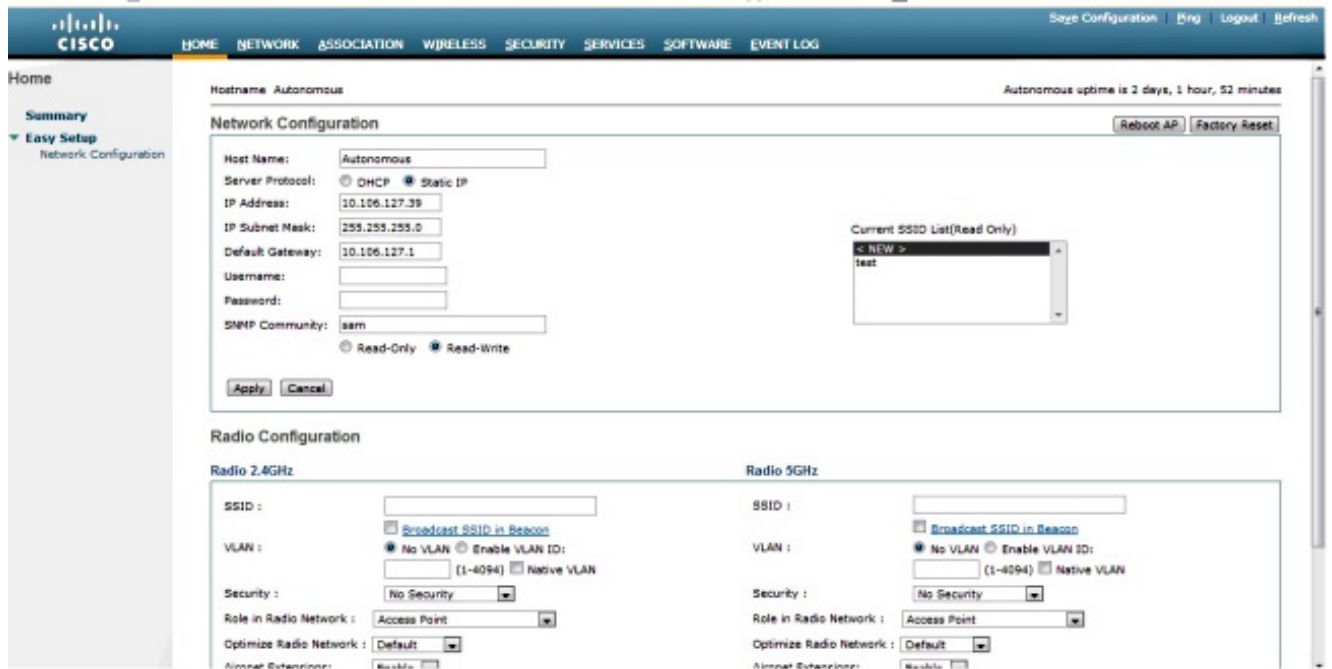 Save Configuration | Ping | Logout | Refresh
CISCO
HOME NETWORK ASSOCIATION WIRELESS SECURITY SERVICES SOFTWARE EVENT LOG
Home
Summary
Easy Setup
Network Configuration
Hostname Autonomous
Autonomous uptime is 2 days, 1 hour, 52 minutes
Network Configuration
Reboot AP
Factory Reset
Host Name: Autonomous
Server Protocol: DHCP Static IP
IP Address: 10.106.127.39
IP Subnet Mask: 255.255.255.0
Default Gateway: 10.106.127.1
Username:
Password:
SNMP Community: sam
Read-Only Read-Write
Current SSID List(Read Only)
< NEW >
test
Apply Cancel
Radio Configuration
Radio 2.4GHz
SSID :
Broadcast SSID in Beacon
VLAN : No VLAN Enable VLAN ID:
(1-4094) Native VLAN
Security : No Security
Role in Radio Network : Access Point
Optimize Radio Network : Default
Aironet Extensions: Enable
Radio 5GHz
SSID :
Broadcast SSID in Beacon
VLAN : No VLAN Enable VLAN ID:
(1-4094) Native VLAN
Security : No Security
Role in Radio Network : Access Point
Optimize Radio Network : Default
Aironet Extensions: Enable